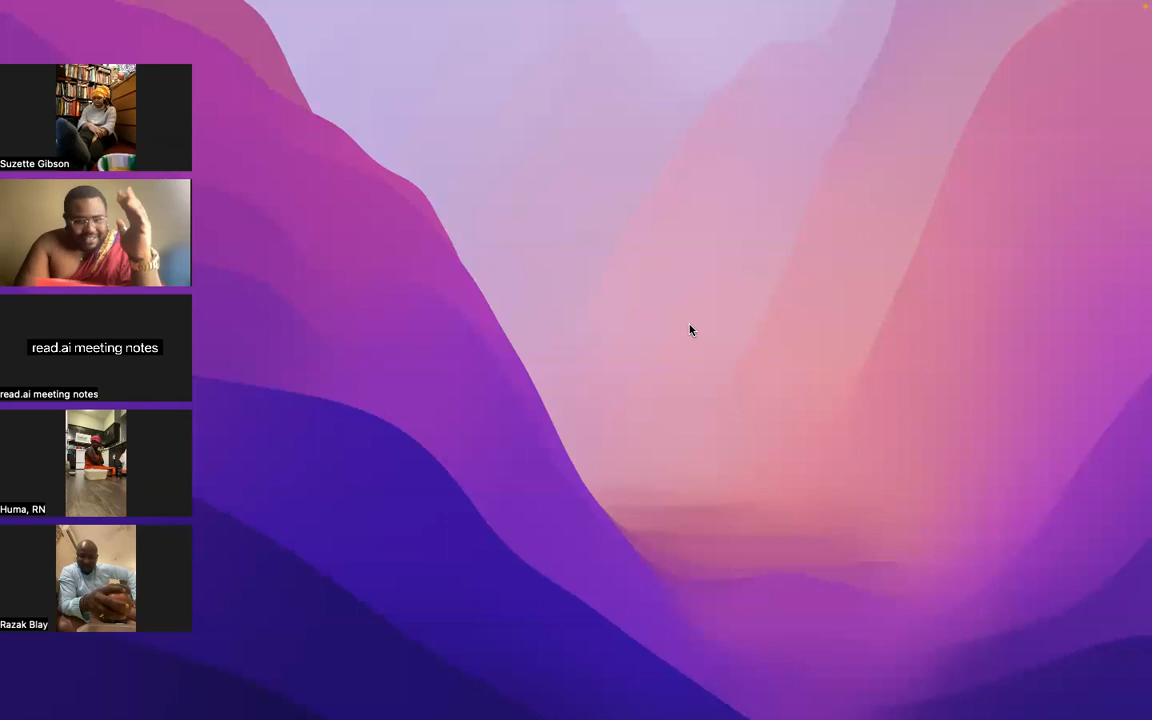 Suzette Gibson
read.ai meeting notes
read.ai meeting notes
Huma, RN
Razak Blay